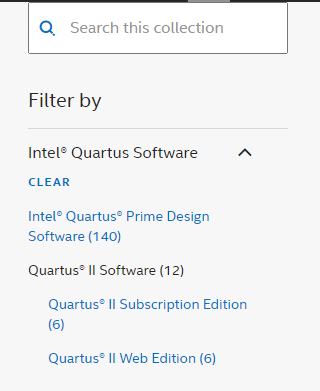 Search this collection
Filter by
Intel® Quartus Software
CLEAR
Intel® Quartus® Prime Design
Software (140)
Quartus® II Software (12)
Quartus® II Subscription Edition
(6)
Quartus® II Web Edition (6)